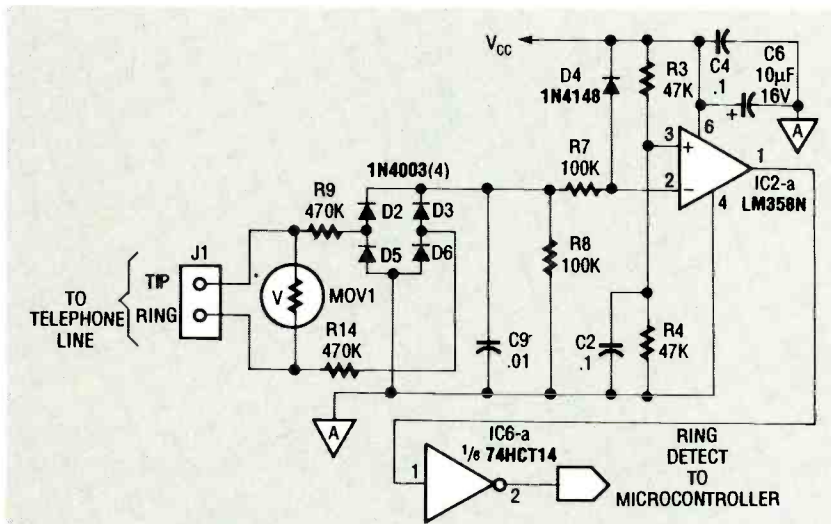 VCC
D4
1N4148
R3
47K
C4
.1
C6
10µF
16V
+
A
3
+
6
1
2
−
4
IC2-a
LM358N
1N4003(4)
R7
100K
R9
470K
D2
D3
D5
D6
R8
100K
J1
TIP
RING
TO
TELEPHONE
LINE
V
MOV1
R14
470K
C9
.01
C2
.1
R4
47K
A
IC6-a
1/6 74HCT14
1
2
RING
DETECT
TO
MICROCONTROLLER